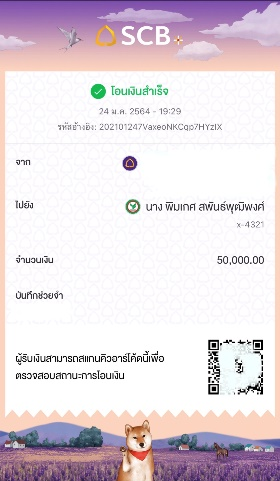 SCB
โอนเงินสำเร็จ
24 ม.ค. 2564 - 19:29
รหัสอ้างอิง: 202101247VaxeoNKCqp7HYzIX
จาก
ไปยัง
นาง พิมเกศ สพันธ์พุฒิพงศ์
x-4321
จำนวนเงิน
50,000.00
บันทึกช่วยจำ
ผู้รับเงินสามารถสแกนคิวอาร์โค้ดนี้เพื่อ
ตรวจสอบสถานะการโอนเงิน